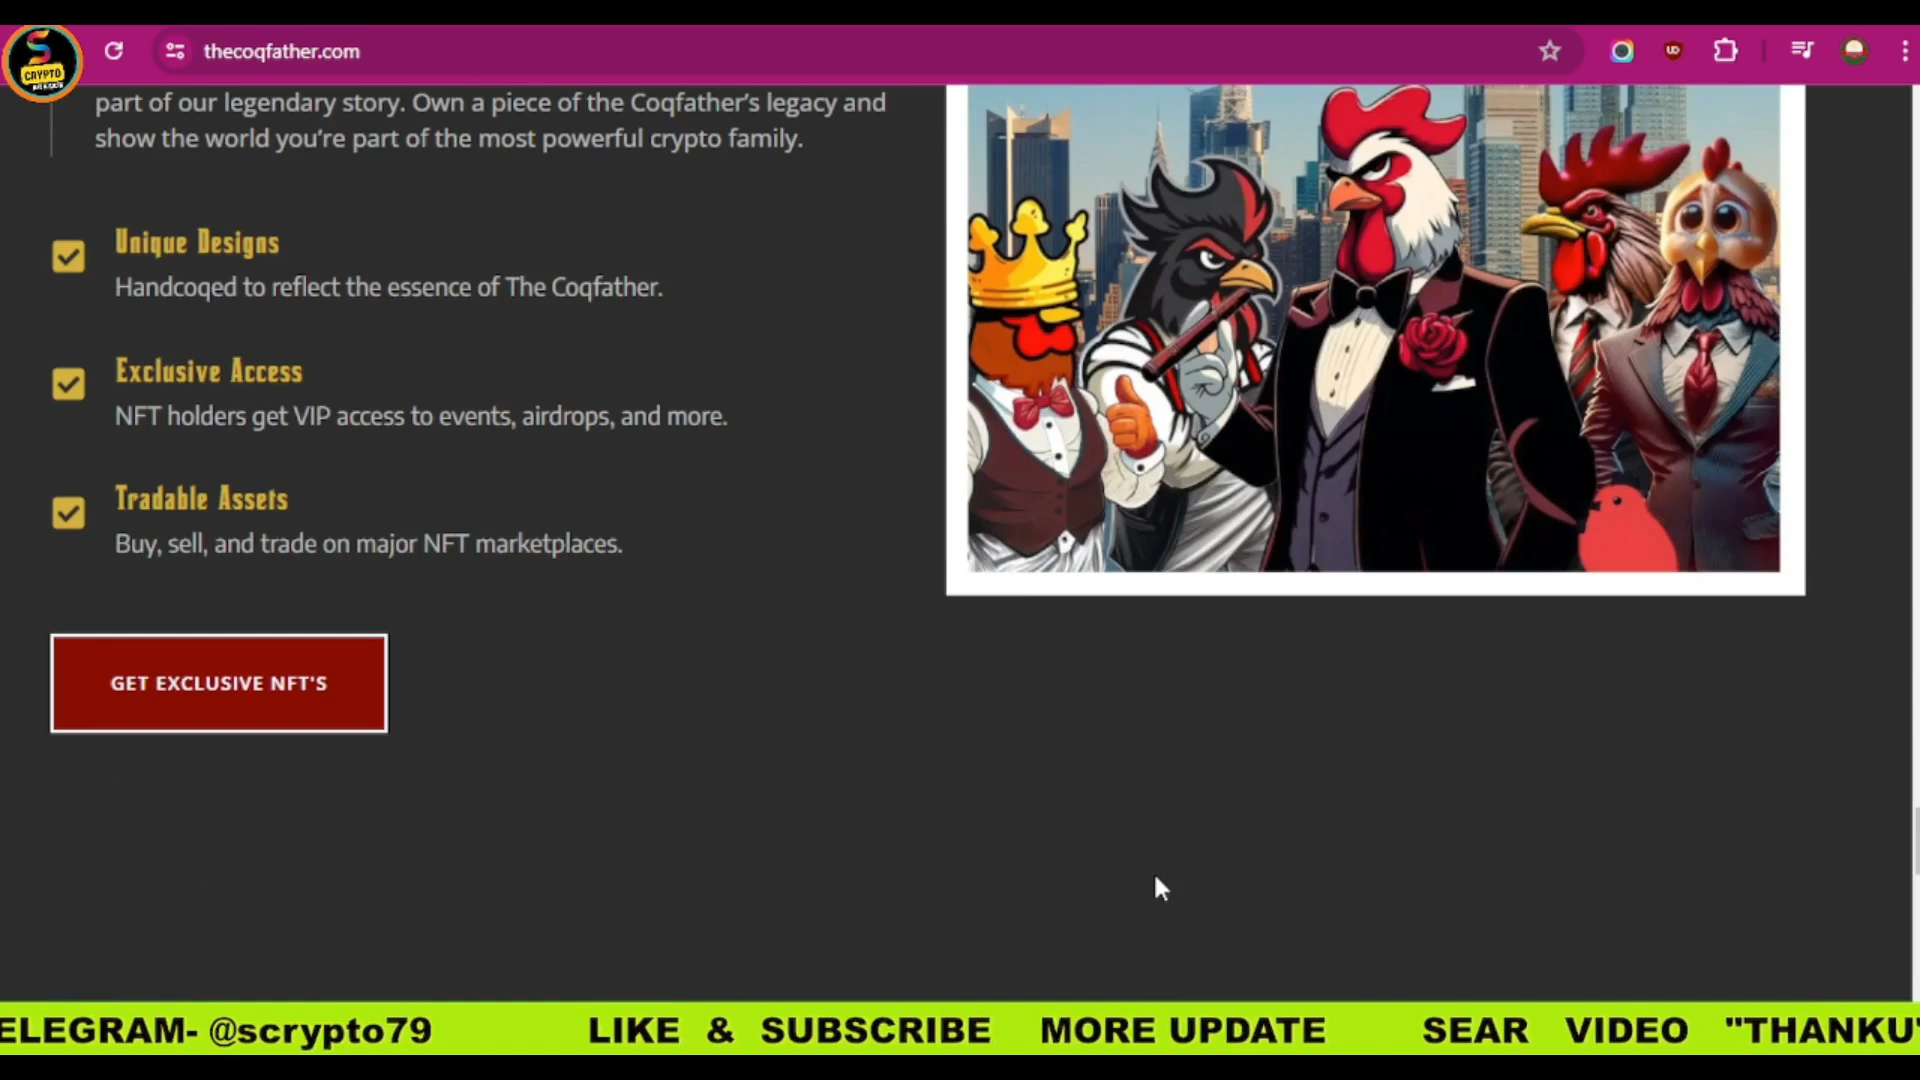 CRYPTO
thecoqfather.com
part of our legendary story. Own a piece of the Coqfather’s legacy and
show the world you’re part of the most powerful crypto family.
Unique Designs
Handcoqed to reflect the essence of The Coqfather.
Exclusive Access
NFT holders get VIP access to events, airdrops, and more.
Tradable Assets
Buy, sell, and trade on major NFT marketplaces.
GET EXCLUSIVE NFT'S
ELEGRAM- @scrypto79 LIKE & SUBSCRIBE MORE UPDATE SEAR VIDEO "THANKU"